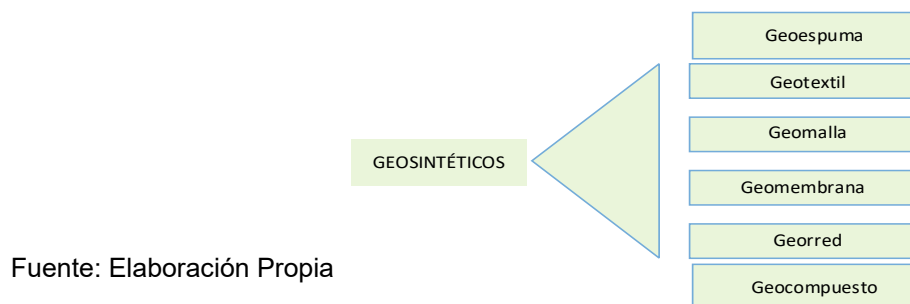 Geoespuma
Geotextil
Geomalla
GEOSINTÉTICOS
Geomembrana
Georred
Geocompuesto
Fuente: Elaboración Propia